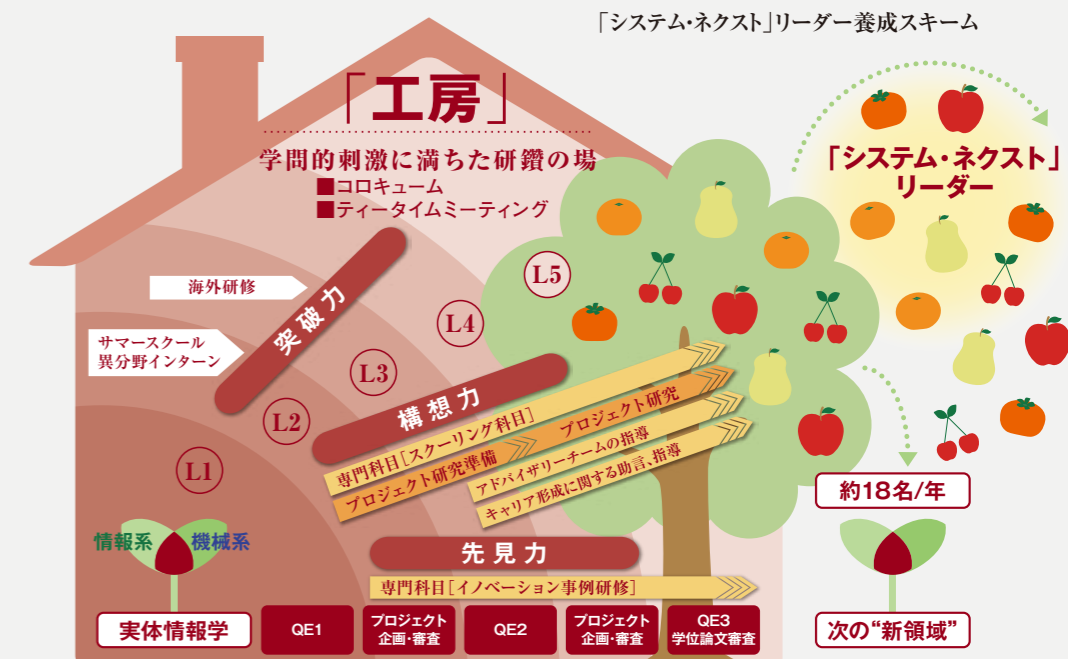 「システム・ネクスト」リーダー養成スキーム
「工房」
学問的刺激に満ちた研鑽の場
■コロキューム
■ティータイムミーティング
「システム・ネクスト」
リーダー
海外研修
サマースクール
異分野インターン
突破力
L1
L2
L3
L4
L5
構想力
専門科目[スクーリング科目]
プロジェクト研究準備
プロジェクト研究
アドバイザリーチームの指導
キャリア形成に関する助言、指導
先見力
専門科目[イノベーション事例研修]
情報系
機械系
実体情報学
QE1
プロジェクト
企画・審査
QE2
プロジェクト
企画・審査
QE3
学位論文審査
約18名/年
次の“新領域”